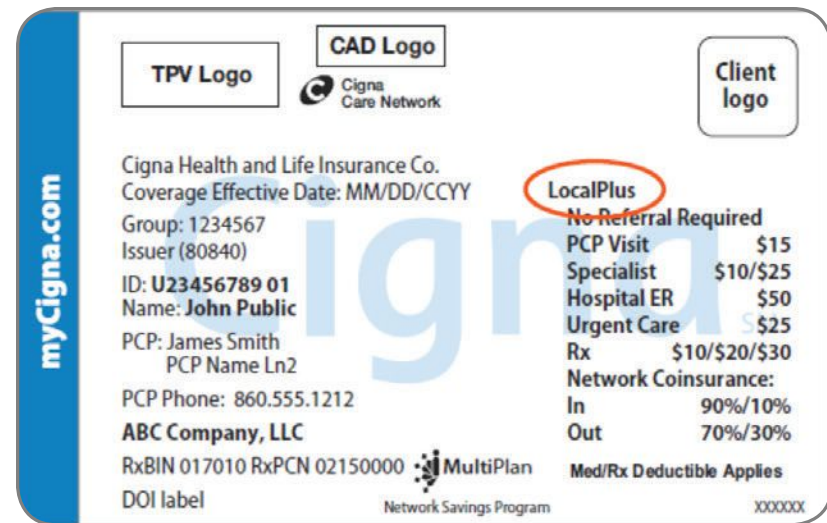 myCigna.com
TPV Logo
CAD Logo
Cigna
Care Network
Client
logo
Cigna
SM
Cigna Health and Life Insurance Co.
Coverage Effective Date: MM/DD/CCYY
Group: 1234567
Issuer (80840)
ID: U23456789 01
Name: John Public
PCP: James Smith
PCP Name Ln2
PCP Phone: 860.555.1212
ABC Company, LLC
RxBIN 017010 RxPCN 02150000
MultiPlan
DOI label
Network Savings Program
LocalPlus
No Referral Required
PCP Visit $15
Specialist $10/$25
Hospital ER $50
Urgent Care $25
Rx $10/$20/$30
Network Coinsurance:
In 90%/10%
Out 70%/30%
Med/Rx Deductible Applies
XXXXXX